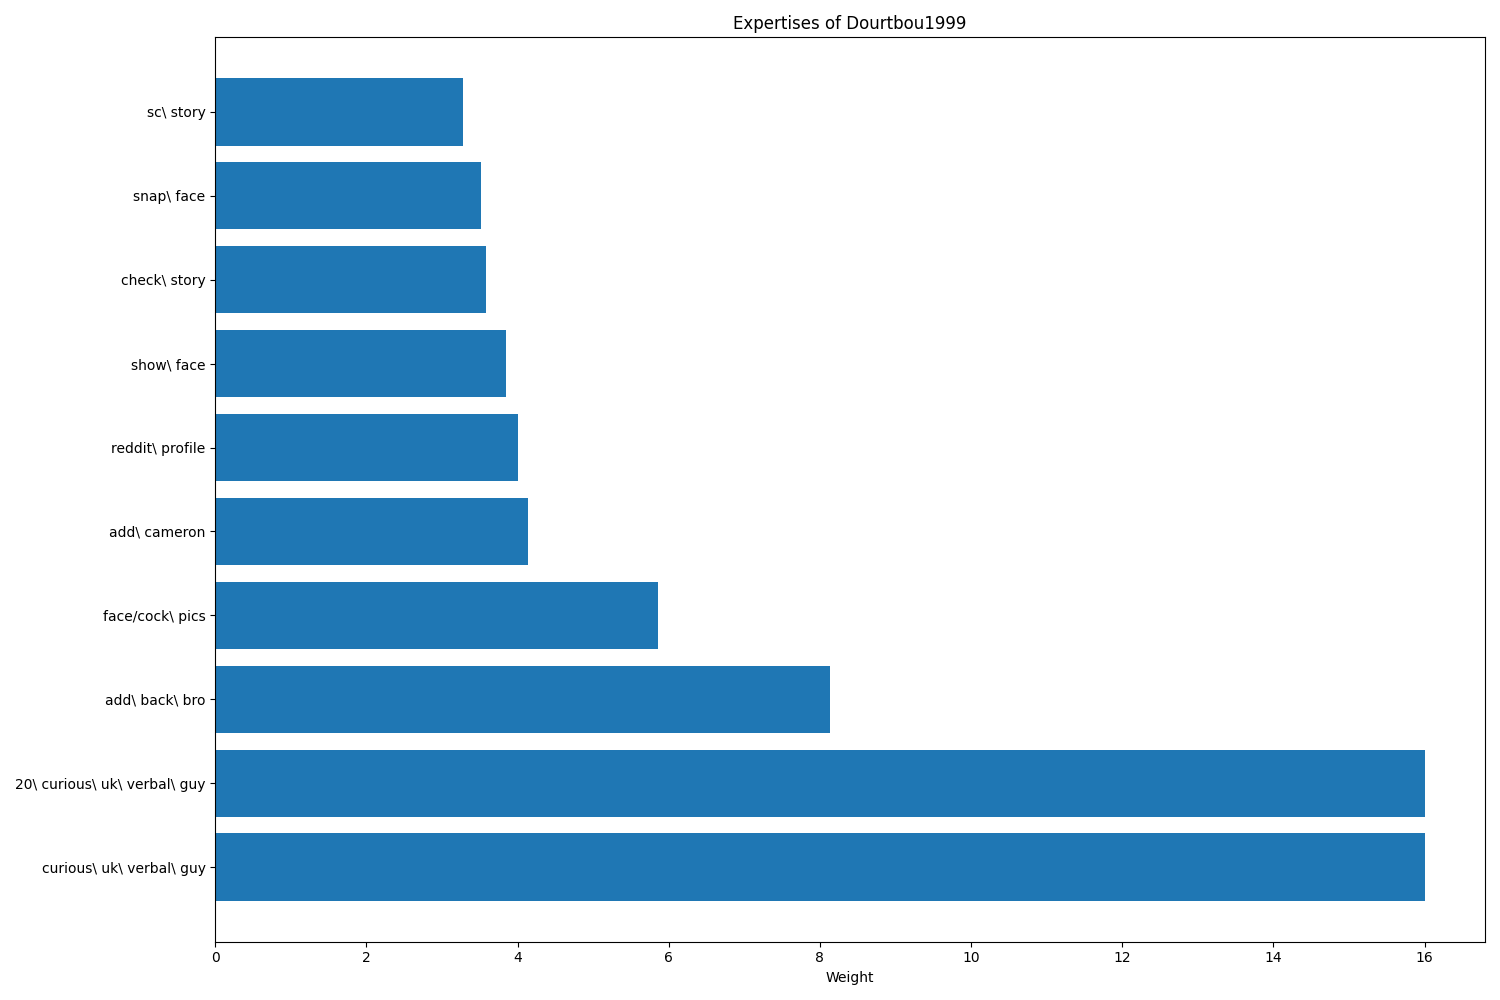 Expertises of Dourtbou1999
sc\ story
snap\ face
check\ story
show\ face
reddit\ profile
add\ cameron
face/cock\ pics
add\ back\ bro
20\ curious\ uk\ verbal\ guy
curious\ uk\ verbal\ guy
0 2 4 6 8 10 12 14 16
Weight